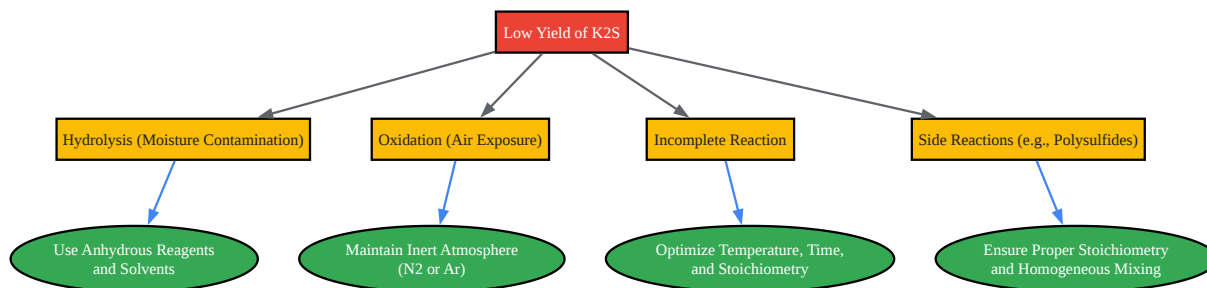 Low Yield of K2S
Hydrolysis (Moisture Contamination)
Oxidation (Air Exposure)
Incomplete Reaction
Side Reactions (e.g., Polysulfides)
Use Anhydrous Reagents
and Solvents
Maintain Inert Atmosphere
(N2 or Ar)
Optimize Temperature, Time,
and Stoichiometry
Ensure Proper Stoichiometry
and Homogeneous Mixing